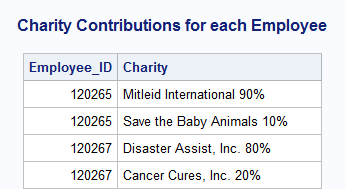 Charity Contributions for each Employee
Employee_ID Charity
120265 Mitleid International 90%
120265 Save the Baby Animals 10%
120267 Disaster Assist, Inc. 80%
120267 Cancer Cures, Inc. 20%